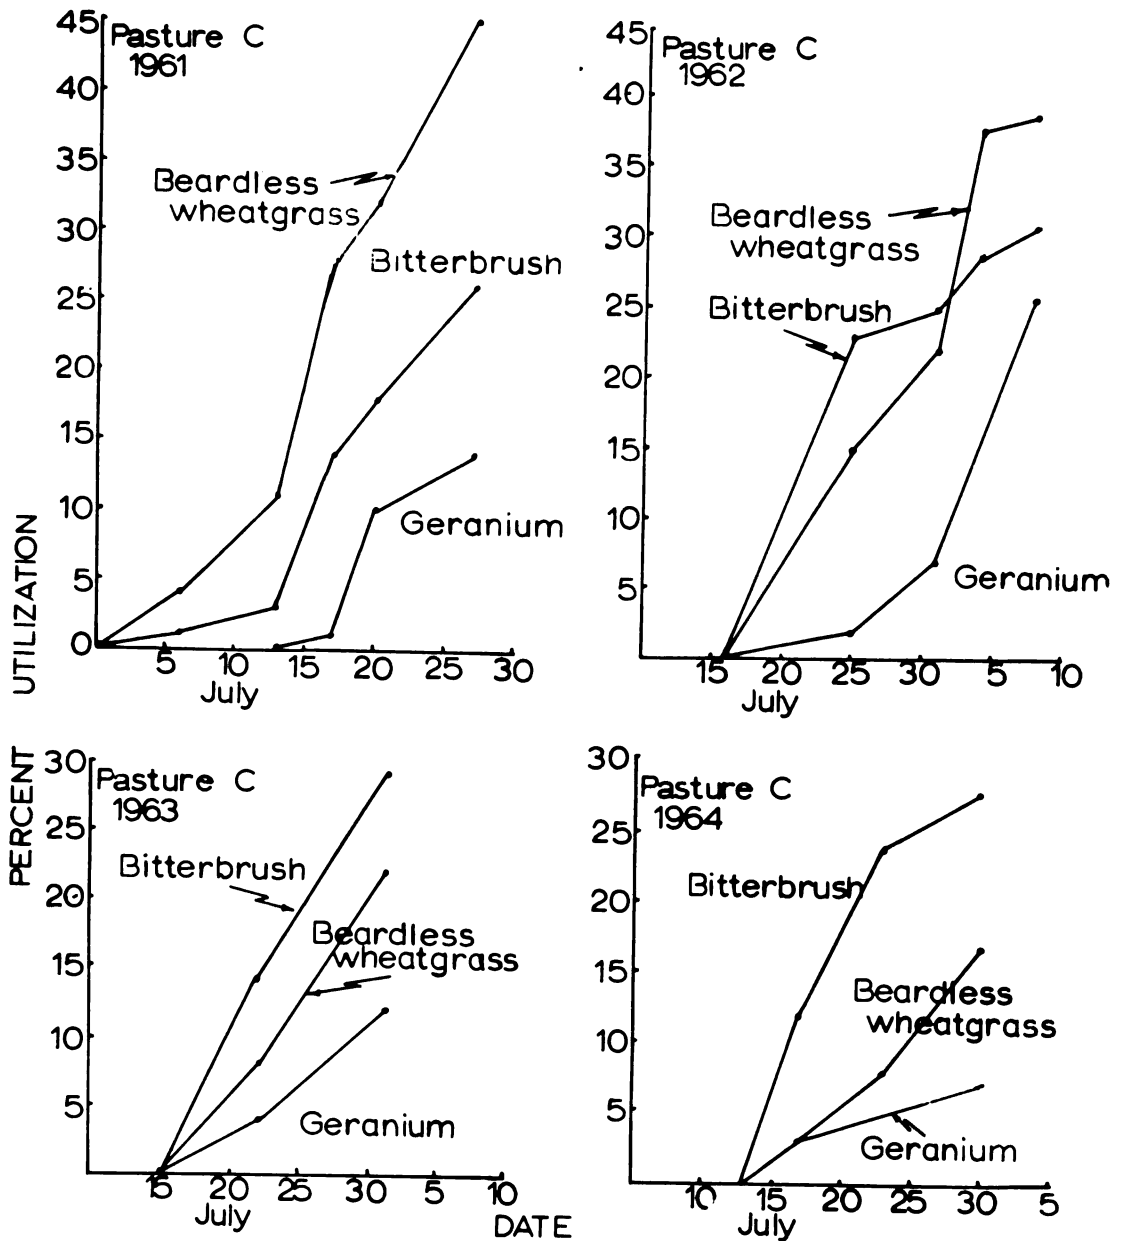 Pasture C
1961
45
40
35
30
25
20
15
10
5
0
Beardless
wheatgrass
Bitterbrush
Geranium
5 10 15 20 25 30
July
Pasture C
1962
45
40
35
30
25
20
15
10
5
Beardless
wheatgrass
Bitterbrush
Geranium
15 20 25 30 5 10
July
PERCENT UTILIZATION
Pasture C
1963
30
25
20
15
10
5
Bitterbrush
Beardless
wheatgrass
Geranium
15 20 25 30 5 10
July
Pasture C
1964
30
25
20
15
10
5
Bitterbrush
Beardless
wheatgrass
Geranium
10 15 20 25 30 5
July
DATE